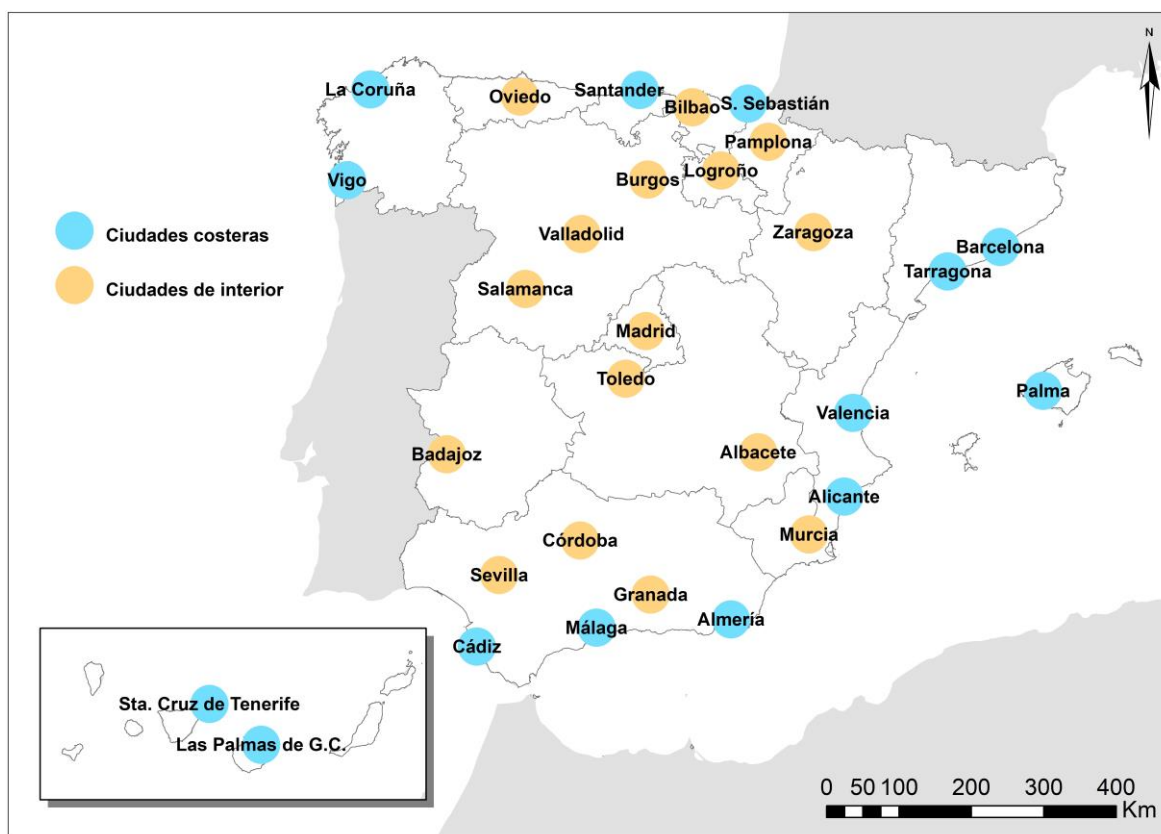 N
La Coruña
Oviedo
Santander
Bilbao
S. Sebastián
Pamplona
Vigo
Burgos
Logroño
Ciudades costeras
Valladolid
Zaragoza
Barcelona
Tarragona
Ciudades de interior
Salamanca
Madrid
Toledo
Palma
Valencia
Badajoz
Albacete
Alicante
Murcia
Córdoba
Sevilla
Granada
Almería
Málaga
Cádiz
Sta. Cruz de Tenerife
Las Palmas de G.C.
0 50 100 200 300 400
Km